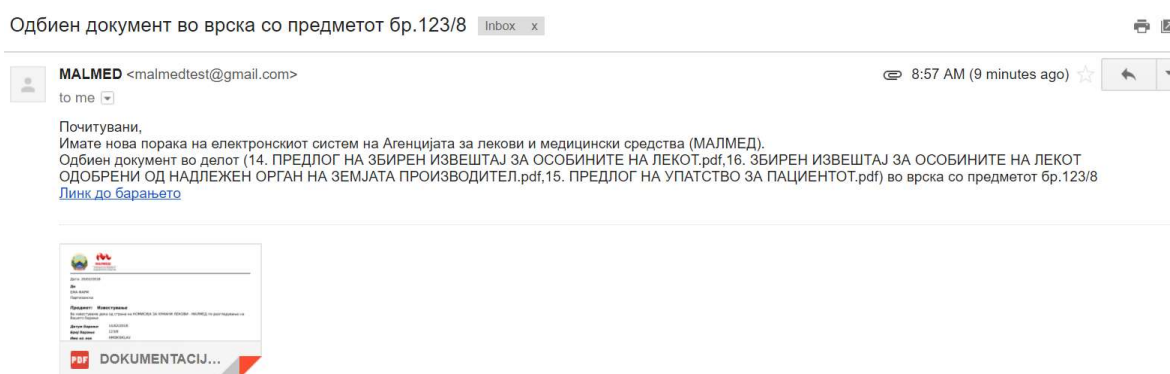 Одбиен документ во врска со предметот бр.123/8 Inbox x
MALMED <malmedtest@gmail.com> 8:57 AM (9 minutes ago)
to me
Почитувани,
Имате нова порака на електронскиот систем на Агенцијата за лекови и медицински средства (МАЛМЕД).
Одбиен документ во делот (14. ПРЕДЛОГ НА ЗБИРЕН ИЗВЕШТАЈ ЗА ОСОБИНИТЕ НА ЛЕКОТ.pdf,16. ЗБИРЕН ИЗВЕШТАЈ ЗА ОСОБИНИТЕ НА ЛЕКОТ
ОДОБРЕНИ ОД НАДЛЕЖЕН ОРГАН НА ЗЕМЈАТА ПРОИЗВОДИТЕЛ.pdf,15. ПРЕДЛОГ НА УПАТСТВО ЗА ПАЦИЕНТОТ.pdf) во врска со предметот бр.123/8
Линк до барањето
Предмет: Известување
PDF DOKUMENTACIJ...